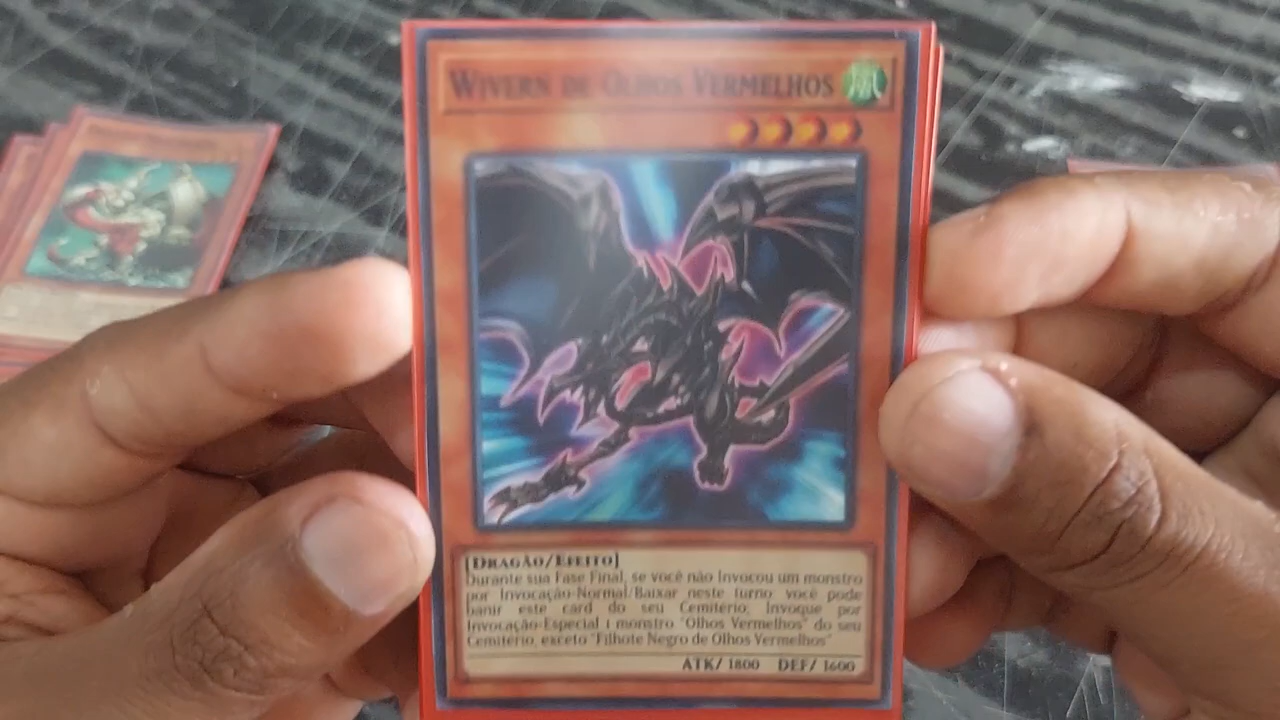 WIVERN DE OLHOS VERMELHOS
風
[DRAGÃO/EFEITO]
Durante sua Fase Final, se você não Invocou um monstro
por Invocação-Normal/Baixar neste turno você pode
banir este card do seu Cemitério; Invoque por
Invocação-Especial 1 monstro "Olhos Vermelhos" do seu
Cemitério, exceto "Filhote Negro de Olhos Vermelhos"
ATK/ 1800 DEF/ 1600